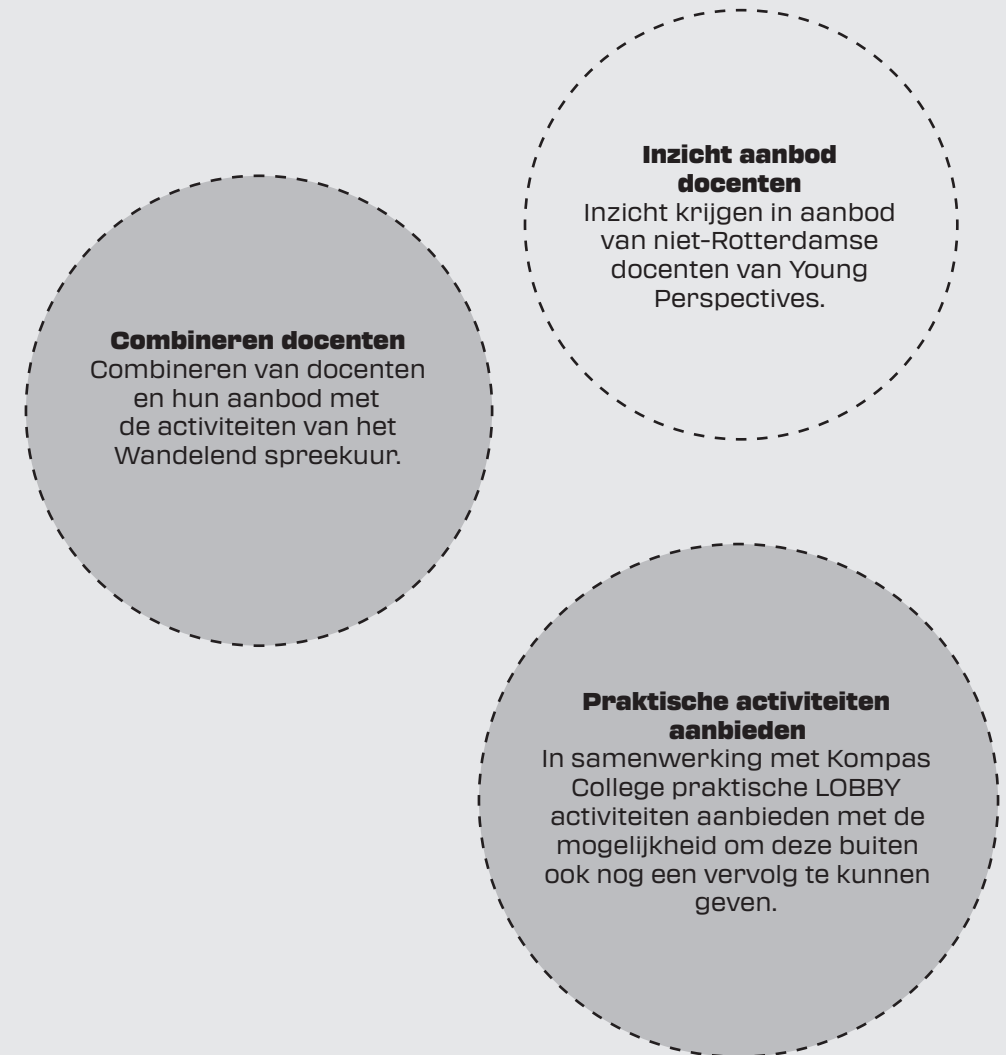 Inzicht aanbod
docenten
Inzicht krijgen in aanbod
van niet-Rotterdamse
docenten van Young
Perspectives.
Combineren docenten
Combineren van docenten
en hun aanbod met
de activiteiten van het
Wandelend spreekuur.
Praktische activiteiten
aanbieden
In samenwerking met Kompas
College praktische LOBBY
activiteiten aanbieden met de
mogelijkheid om deze buiten
ook nog een vervolg te kunnen
geven.